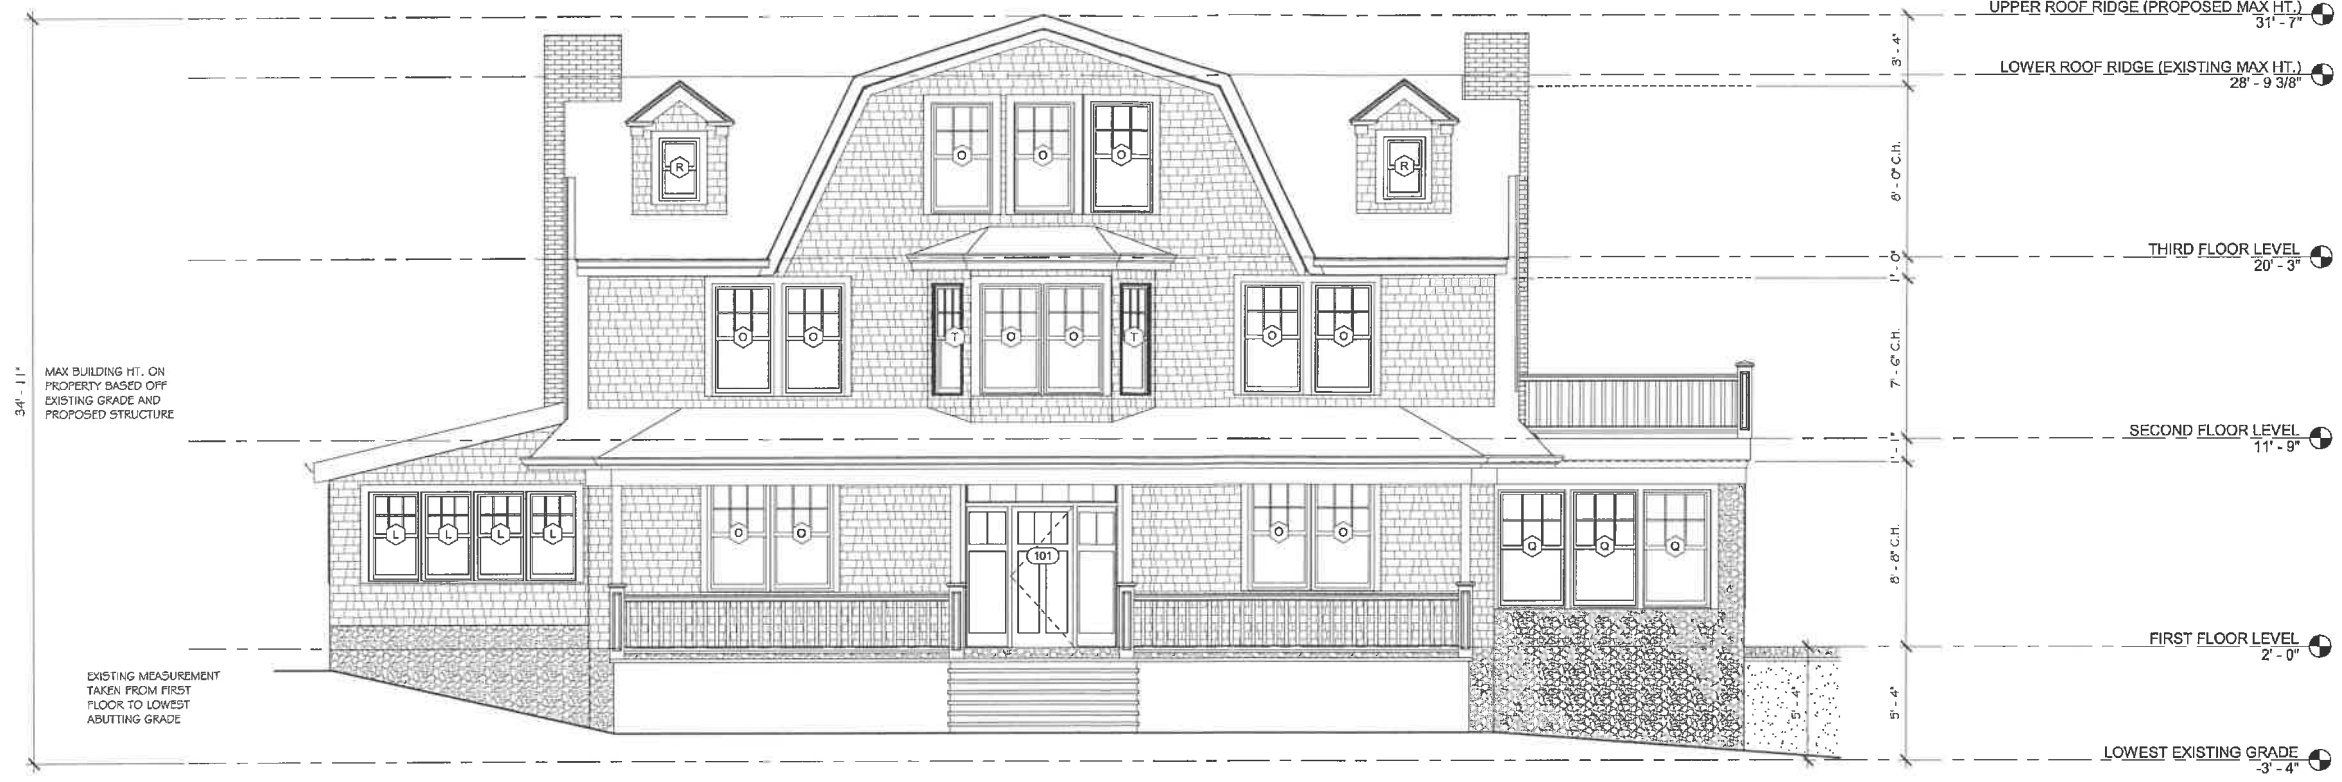 UPPER ROOF RIDGE (PROPOSED MAX HT.)
31' - 7"
3' - 4"
LOWER ROOF RIDGE (EXISTING MAX HT.)
28' - 9 3/8"
O O O
R
R
8' - 0" C.H.
THIRD FLOOR LEVEL
20' - 3"
1' - 0"
O O T O O T O O
7' - 6" C.H.
34' - 11"
MAX BUILDING HT. ON
PROPERTY BASED OFF
EXISTING GRADE AND
PROPOSED STRUCTURE
SECOND FLOOR LEVEL
11' - 9"
1' - 1"
L L L L
O O
101
O O
Q Q Q
8' - 8" C.H.
FIRST FLOOR LEVEL
2' - 0"
EXISTING MEASUREMENT
TAKEN FROM FIRST
FLOOR TO LOWEST
ABUTTING GRADE
5' - 4"
5' - 4"
LOWEST EXISTING GRADE
-3' - 4"